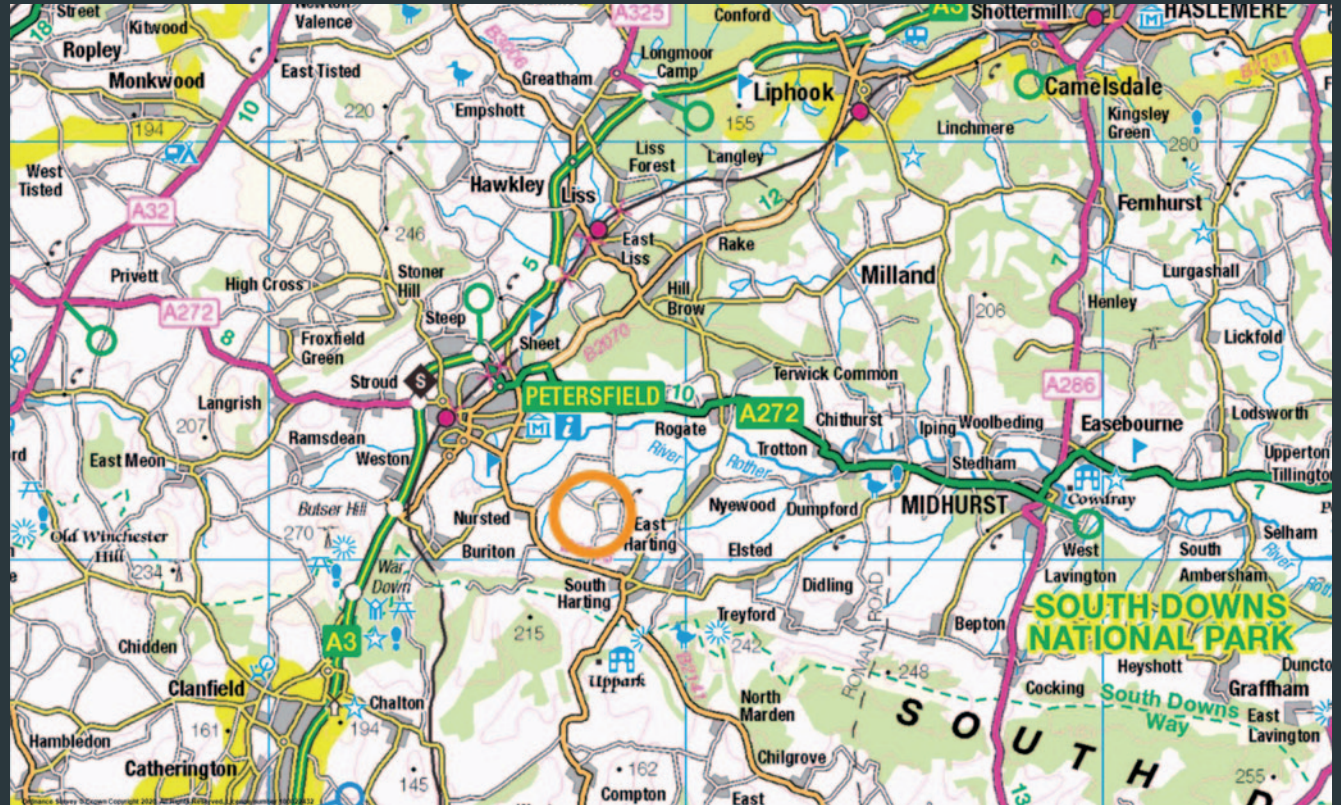 Street
Kitwood
Newton
Valence
A325
Conford
A3
Shottermill
HASLEMERE
18
Ropley
B3006
Longmoor
Camp
B2131
Monkwood
East Tisted
Greatham
Liphook
Camelsdale
10
220
Empshott
155
Linchmere
Kingsley
Green
194
280
West
Tisted
Liss
Forest
Langley
Hawkley
Liss
12
Fernhurst
A32
246
East
Liss
Rake
7
Privett
High Cross
Stoner
Hill
5
Milland
Lurgashall
Hill
Brow
206
Henley
A272
Steep
8
Froxfield
Green
Sheet
B2070
Lickfold
Stroud
S
Terwick Common
A286
Langrish
PETERSFIELD
10
A272
Chithurst
Iping
Woolbeding
Easebourne
Lodsworth
207
Ramsdean
Rogate
Trotton
Upperton
Tillington
rd
East Meon
Weston
River
Rother
Stedham
7
Butser Hill
Nyewood
Dumpford
MIDHURST
Cowdray
Old Winchester
Hill
270
Nursted
East
Harting
Selham
Buriton
Elsted
West
Lavington
South
Ambersham
River
234
7
War
Down
South
Harting
Didling
ROMAN ROAD
SOUTH DOWNS
NATIONAL PARK
Chidden
A3
215
Treyford
Bepton
242
B2141
248
Heyshott
Duncto
Clanfield
Uppark
Cocking
South Downs
Way
Graffham
Chalton
North
Marden
East
Lavington
161
194
SOUTH D
Hambledon
Catherington
145
162
Compton
Chilgrove
East
13
255